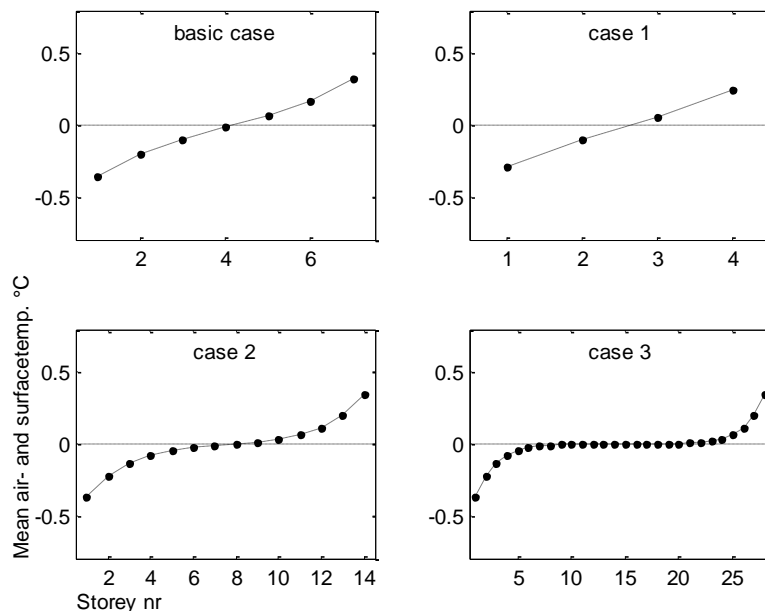 basic case
0.5
0
-0.5
2 4 6
case 1
0.5
0
-0.5
1 2 3 4
Mean air- and surfacetemp. °C
case 2
0.5
0
-0.5
2 4 6 8 10 12 14
Storey nr
case 3
0.5
0
-0.5
5 10 15 20 25